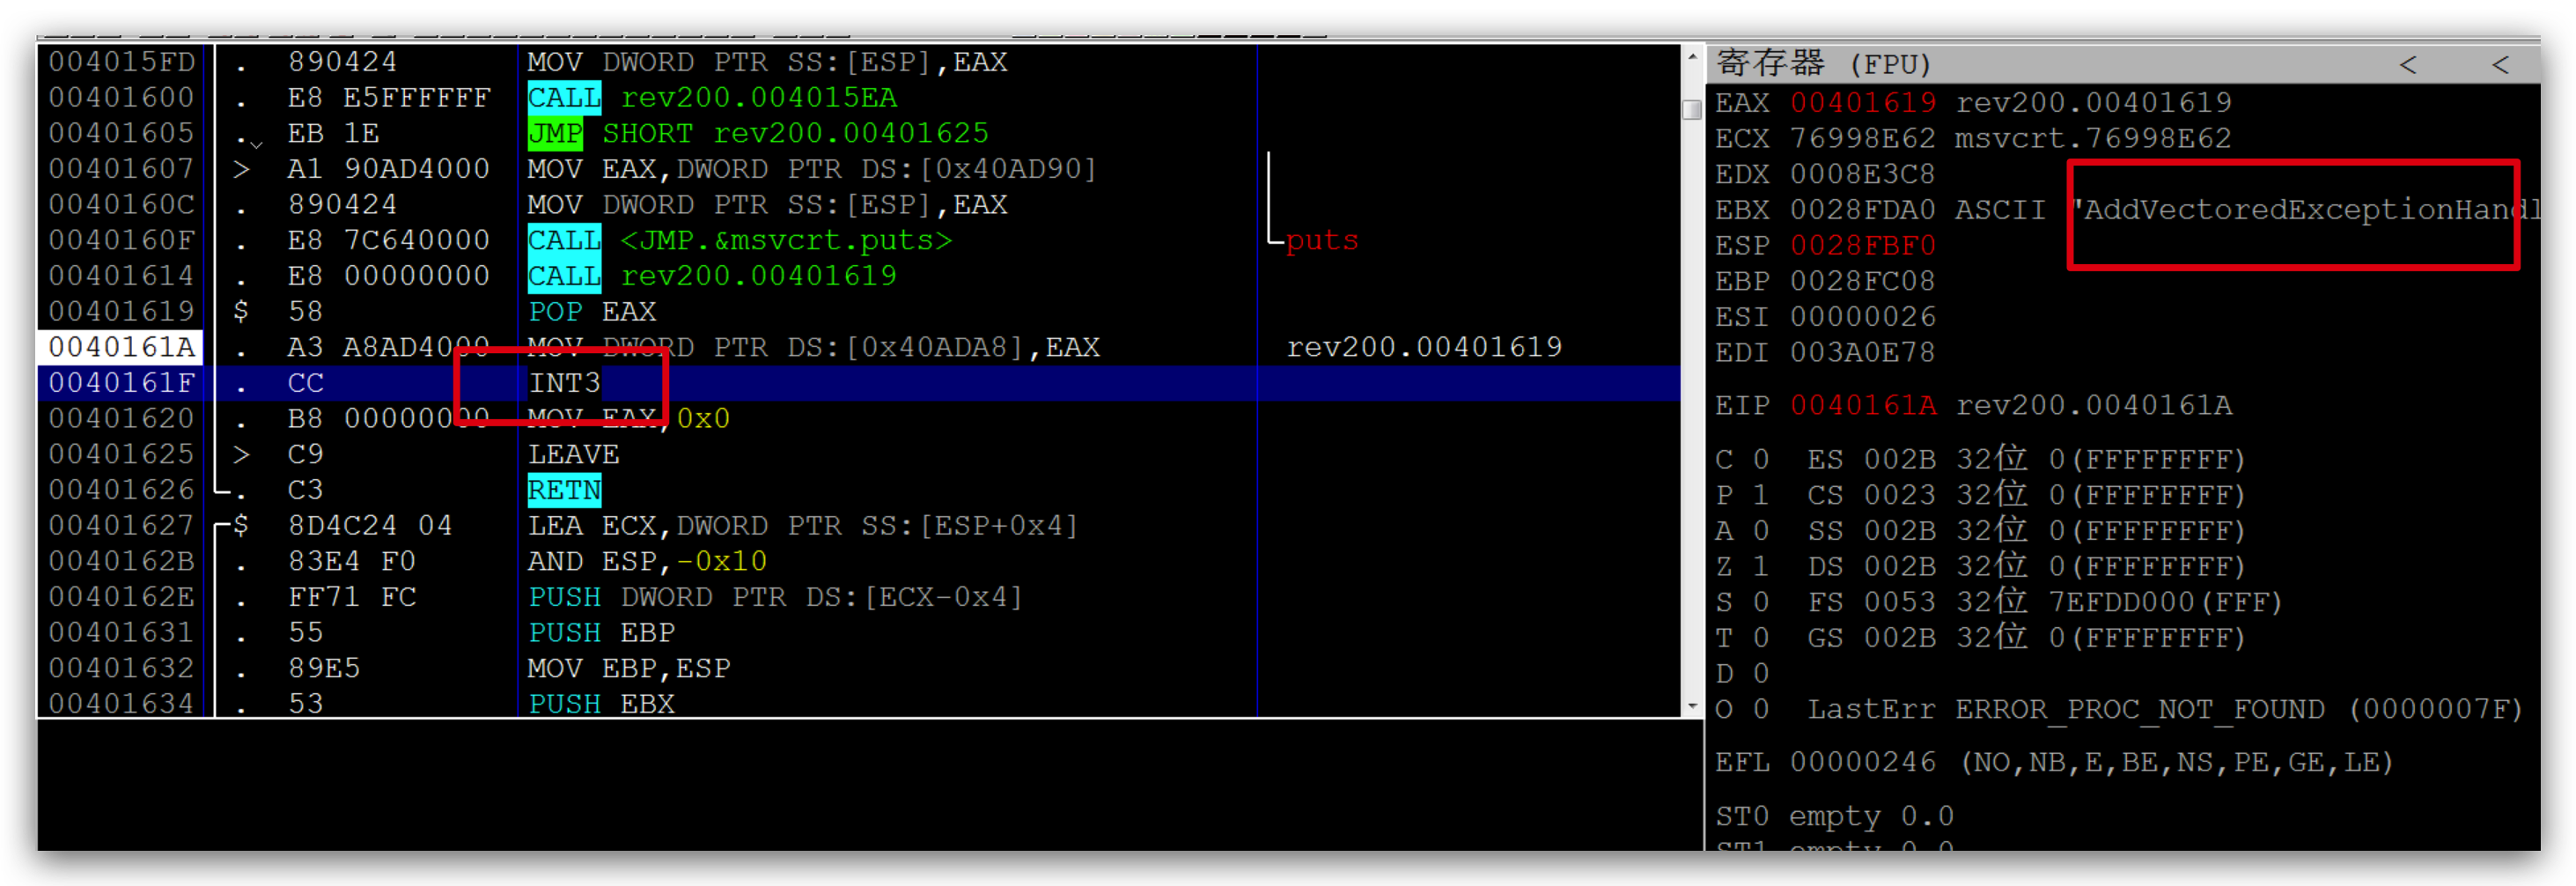 004015FD . 890424 MOV DWORD PTR SS:[ESP],EAX
00401600 . E8 E5FFFFFF CALL rev200.004015EA
00401605 . EB 1E JMP SHORT rev200.00401625
00401607 > A1 90AD4000 MOV EAX,DWORD PTR DS:[0x40AD90]
0040160C . 890424 MOV DWORD PTR SS:[ESP],EAX
0040160F . E8 7C640000 CALL <JMP.&msvcrt.puts> puts
00401614 . E8 00000000 CALL rev200.00401619
00401619 $ 58 POP EAX
0040161A . A3 A8AD4000 MOV DWORD PTR DS:[0x40ADA8],EAX rev200.00401619
0040161F . CC INT3
00401620 . B8 00000000 MOV EAX,0x0
00401625 > C9 LEAVE
00401626 . C3 RETN
00401627 $ 8D4C24 04 LEA ECX,DWORD PTR SS:[ESP+0x4]
0040162B . 83E4 F0 AND ESP,-0x10
0040162E . FF71 FC PUSH DWORD PTR DS:[ECX-0x4]
00401631 . 55 PUSH EBP
00401632 . 89E5 MOV EBP,ESP
00401634 . 53 PUSH EBX
寄存器 (FPU) < <
EAX 00401619 rev200.00401619
ECX 76998E62 msvcrt.76998E62
EDX 0008E3C8
EBX 0028FDA0 ASCII "AddVectoredExceptionHandl
ESP 0028FBF0
EBP 0028FC08
ESI 00000026
EDI 003A0E78
EIP 0040161A rev200.0040161A
C 0 ES 002B 32位 0(FFFFFFFF)
P 1 CS 0023 32位 0(FFFFFFFF)
A 0 SS 002B 32位 0(FFFFFFFF)
Z 1 DS 002B 32位 0(FFFFFFFF)
S 0 FS 0053 32位 7EFDD000(FFF)
T 0 GS 002B 32位 0(FFFFFFFF)
D 0
O 0 LastErr ERROR_PROC_NOT_FOUND (0000007F)
EFL 00000246 (NO,NB,E,BE,NS,PE,GE,LE)
ST0 empty 0.0
ST1 empty 0.0